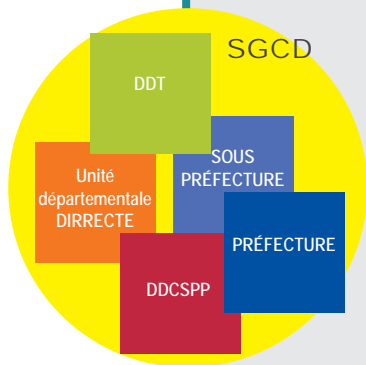 SGCD
DDT
SOUS
PRÉFECTURE
Unité
départementale
DIRRECTE
PRÉFECTURE
DDCSPP